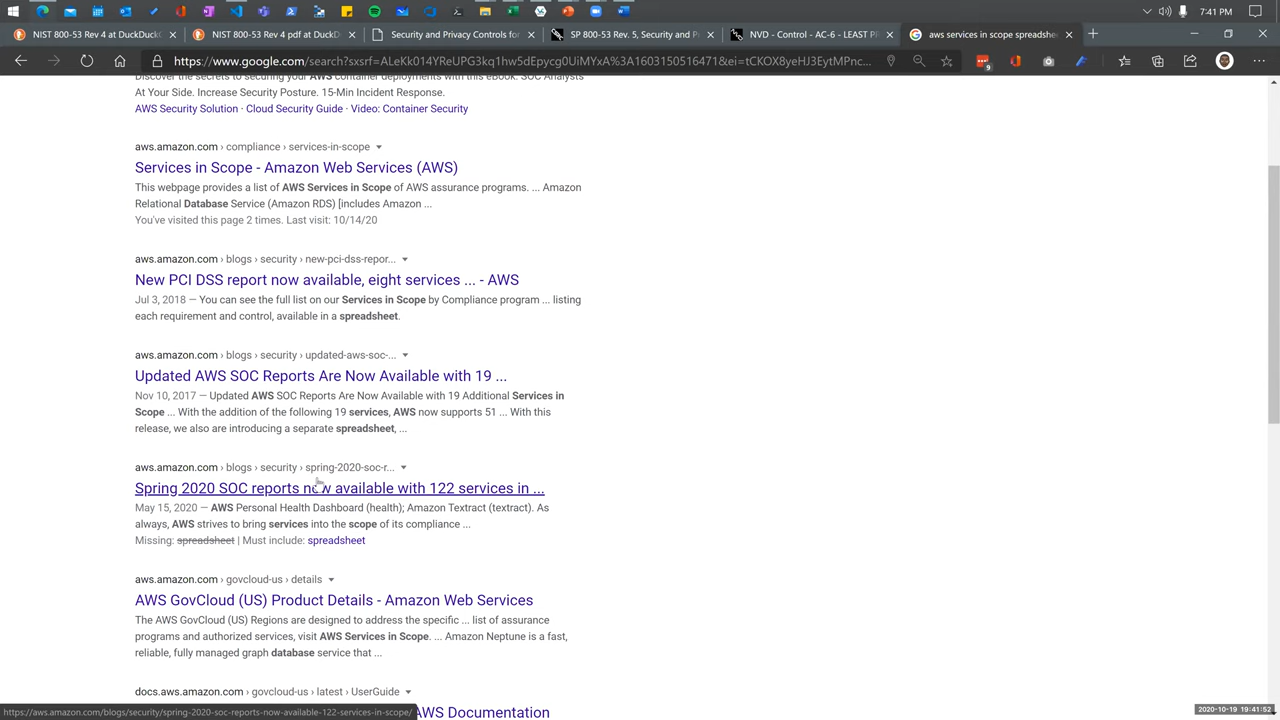 7:41 PM
NIST 800-53 Rev 4 at DuckDuckG
NIST 800-53 Rev 4 pdf at DuckD
Security and Privacy Controls for
SP 800-53 Rev. 5, Security and P
NVD - Control - AC-6 - LEAST P
aws services in scope spreadshe
https://www.google.com/search?sxsrf=ALeKk014YReUPG3kq1hw5dEpycg0UiMYxA%3A1603150516471&ei=tCKOX8yeHJ3EytMPnc...
9
Discover the secrets to securing your AWS container deployments with this eBook. SOC Analysts
At Your Side. Increase Security Posture. 15-Min Incident Response.
AWS Security Solution · Cloud Security Guide · Video: Container Security
aws.amazon.com › compliance › services-in-scope
Services in Scope - Amazon Web Services (AWS)
This webpage provides a list of AWS Services in Scope of AWS assurance programs. ... Amazon
Relational Database Service (Amazon RDS) [includes Amazon ...
You've visited this page 2 times. Last visit: 10/14/20
aws.amazon.com › blogs › security › new-pci-dss-repor...
New PCI DSS report now available, eight services ... - AWS
Jul 3, 2018 — You can see the full list on our Services in Scope by Compliance program ... listing
each requirement and control, available in a spreadsheet.
aws.amazon.com › blogs › security › updated-aws-soc-...
Updated AWS SOC Reports Are Now Available with 19 ...
Nov 10, 2017 — Updated AWS SOC Reports Are Now Available with 19 Additional Services in
Scope ... With the addition of the following 19 services, AWS now supports 51 ... With this
release, we also are introducing a separate spreadsheet, ...
aws.amazon.com › blogs › security › spring-2020-soc-r...
Spring 2020 SOC reports now available with 122 services in ...
May 15, 2020 — AWS Personal Health Dashboard (health); Amazon Textract (textract). As
always, AWS strives to bring services into the scope of its compliance ...
Missing: spreadsheet | Must include: spreadsheet
aws.amazon.com › govcloud-us › details
AWS GovCloud (US) Product Details - Amazon Web Services
The AWS GovCloud (US) Regions are designed to address the specific ... list of assurance
programs and authorized services, visit AWS Services in Scope. ... Amazon Neptune is a fast,
reliable, fully managed graph database service that ...
docs.aws.amazon.com › govcloud-us › latest › UserGuide
AWS Documentation
https://aws.amazon.com/blogs/security/spring-2020-soc-reports-now-available-122-services-in-scope/
2020-10-19 19:41:52